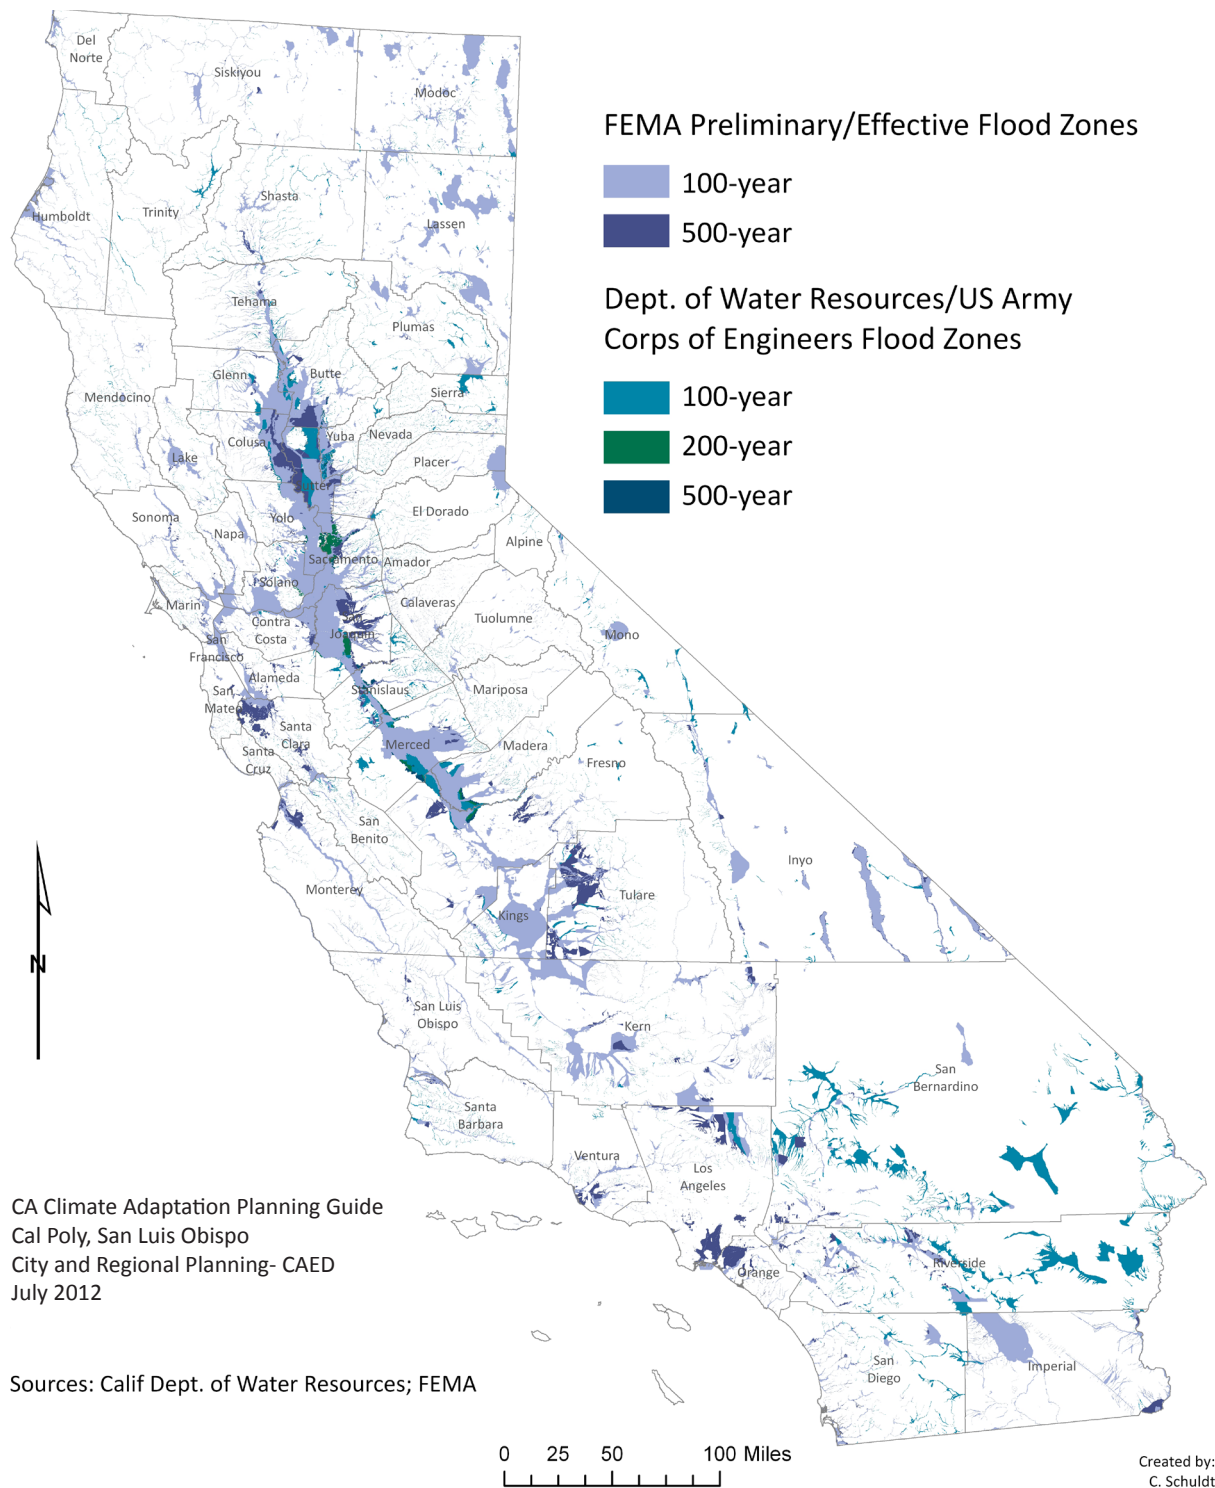 FEMA Preliminary/Effective Flood Zones
100-year
500-year
Dept. of Water Resources/US Army
Corps of Engineers Flood Zones
100-year
200-year
500-year
Del
Norte
Siskiyou
Modoc
Humboldt
Trinity
Shasta
Lassen
Tehama
Plumas
Glenn
Butte
Mendocino
Sierra
Colusa
Yuba
Nevada
Lake
Placer
Sutter
Sonoma
Yolo
El Dorado
Napa
Alpine
Sacramento
Amador
Solano
Marin
Calaveras
Contra
Costa
San
Joaquin
Tuolumne
Mono
San
Francisco
Alameda
Stanislaus
Mariposa
San
Mateo
Santa
Clara
Merced
Madera
Santa
Cruz
Fresno
San
Benito
Inyo
Monterey
Tulare
Kings
San Luis
Obispo
Kern
San
Bernardino
Santa
Barbara
Ventura
Los
Angeles
Orange
Riverside
San
Diego
Imperial
N
CA Climate Adaptation Planning Guide
Cal Poly, San Luis Obispo
City and Regional Planning- CAED
July 2012
Sources: Calif Dept. of Water Resources; FEMA
0 25 50 100 Miles
Created by:
C. Schuldt